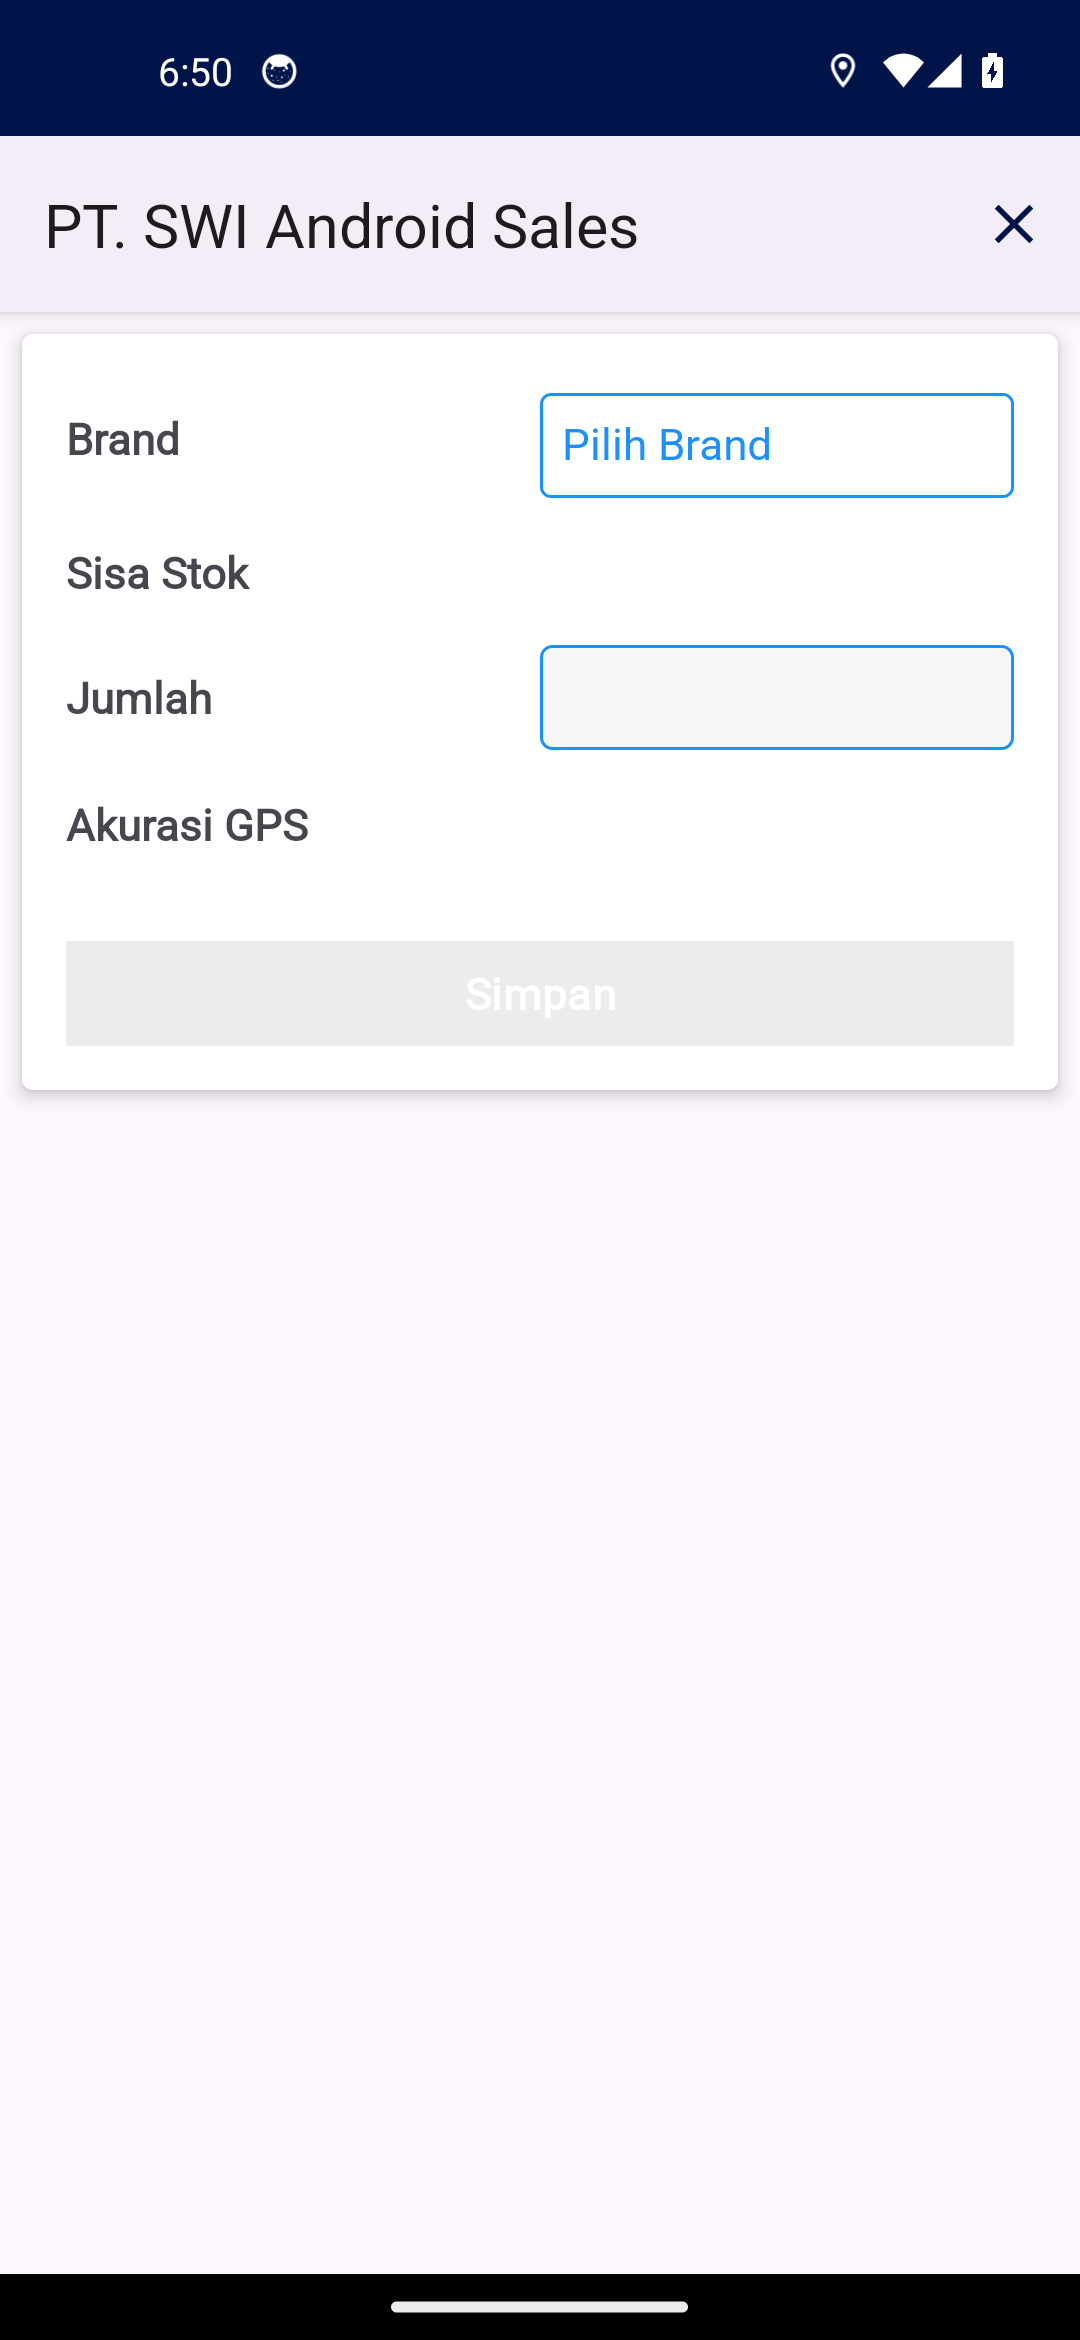 6:50
PT. SWI Android Sales
Brand
Pilih Brand
Sisa Stok
Jumlah
Akurasi GPS
Simpan